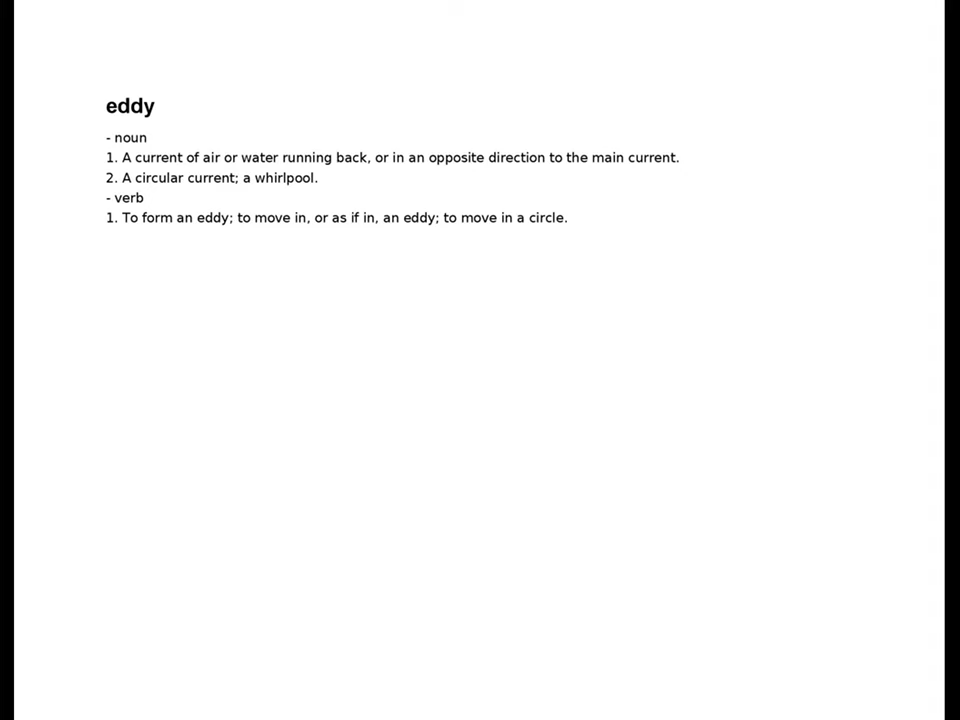 eddy
- noun
1. A current of air or water running back, or in an opposite direction to the main current.
2. A circular current; a whirlpool.
- verb
1. To form an eddy; to move in, or as if in, an eddy; to move in a circle.